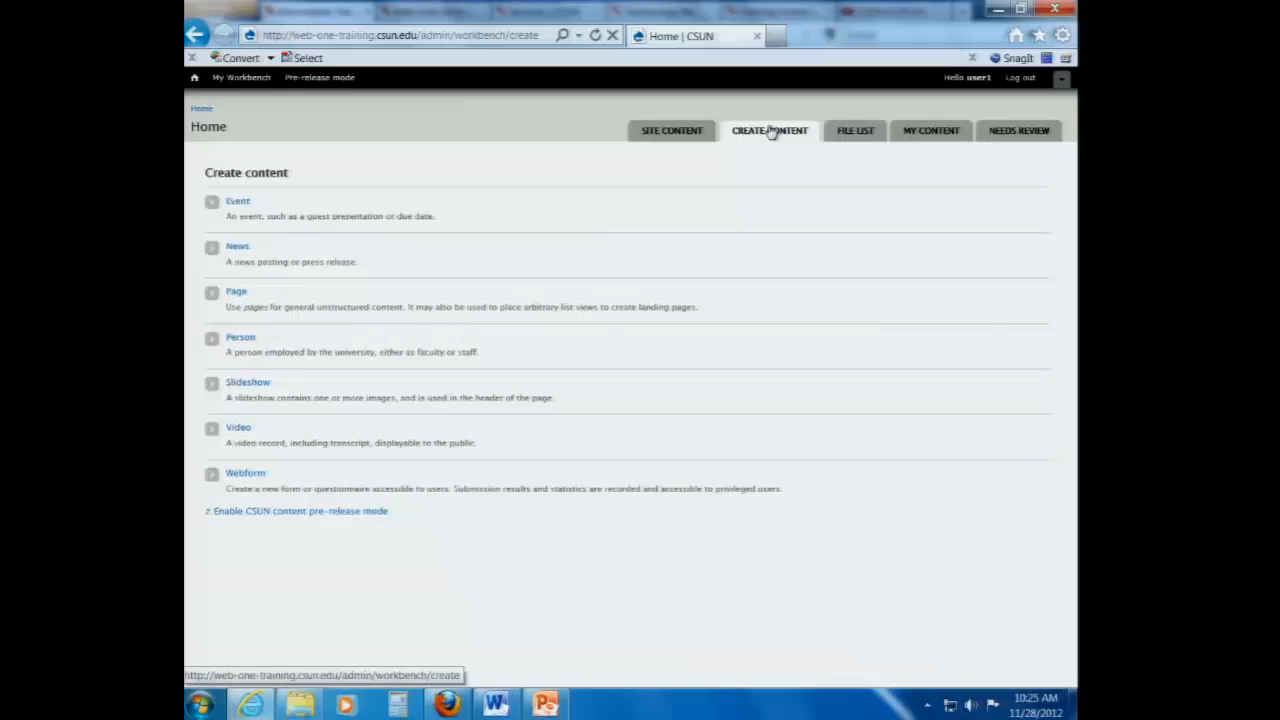 http://web-one-training.csun.edu/admin/workbench/create
Home | CSUN
Convert
Select
SnagIt
My Workbench
Pre-release mode
Hello user1
Log out
Home
Home
SITE CONTENT
CREATE CONTENT
FILE LIST
MY CONTENT
NEEDS REVIEW
Create content
Event
An event, such as a guest presentation or due date.
News
A news posting or press release.
Page
Use pages for general unstructured content. It may also be used to place arbitrary list views to create landing pages.
Person
A person employed by the university, either as faculty or staff.
Slideshow
A slideshow contains one or more images, and is used in the header of the page.
Video
A video record, including transcript, displayable to the public.
Webform
Create a new form or questionnaire accessible to users. Submission results and statistics are recorded and accessible to privileged users.
Enable CSUN content pre-release mode
http://web-one-training.csun.edu/admin/workbench/create
10:25 AM
11/28/2012